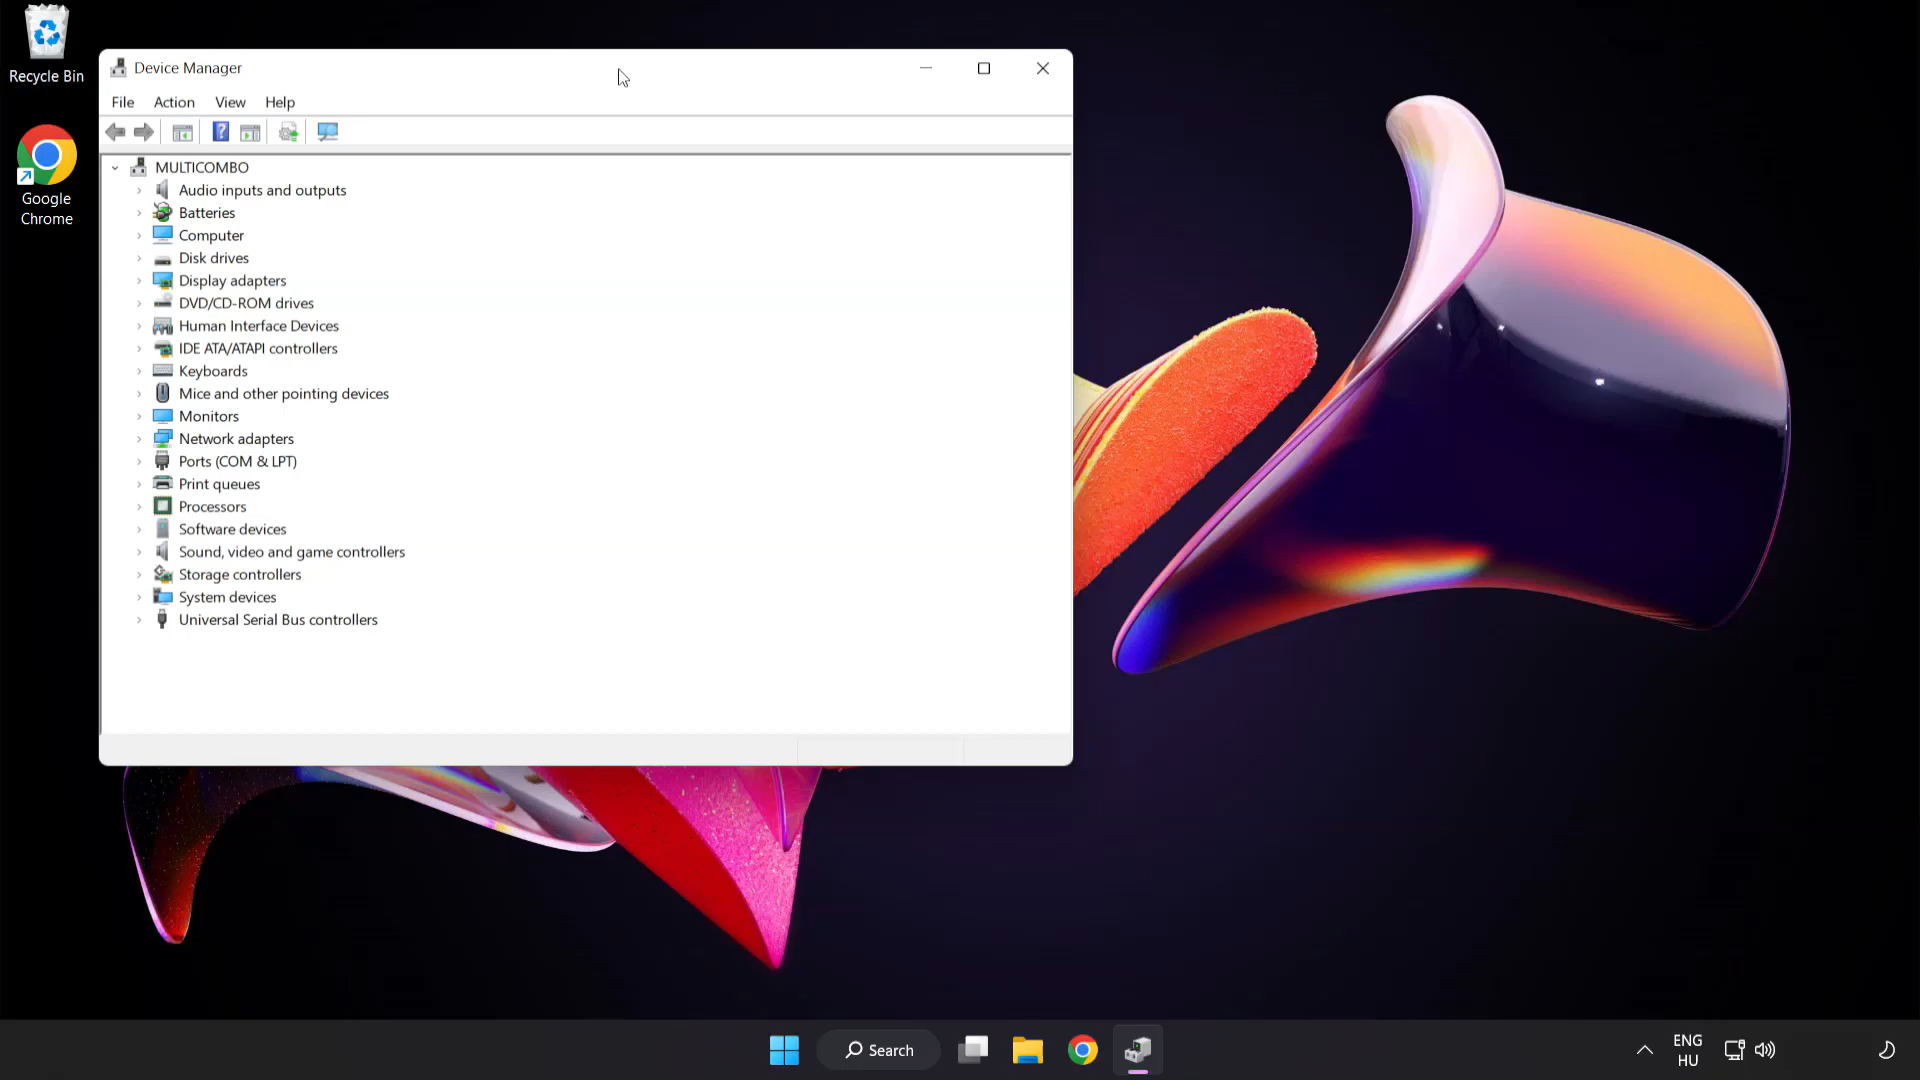 Recycle Bin
Google
Chrome
Device Manager
File Action View Help
MULTICOMBO
Audio inputs and outputs
Batteries
Computer
Disk drives
Display adapters
DVD/CD-ROM drives
Human Interface Devices
IDE ATA/ATAPI controllers
Keyboards
Mice and other pointing devices
Monitors
Network adapters
Ports (COM & LPT)
Print queues
Processors
Software devices
Sound, video and game controllers
Storage controllers
System devices
Universal Serial Bus controllers
Search
ENG
HU